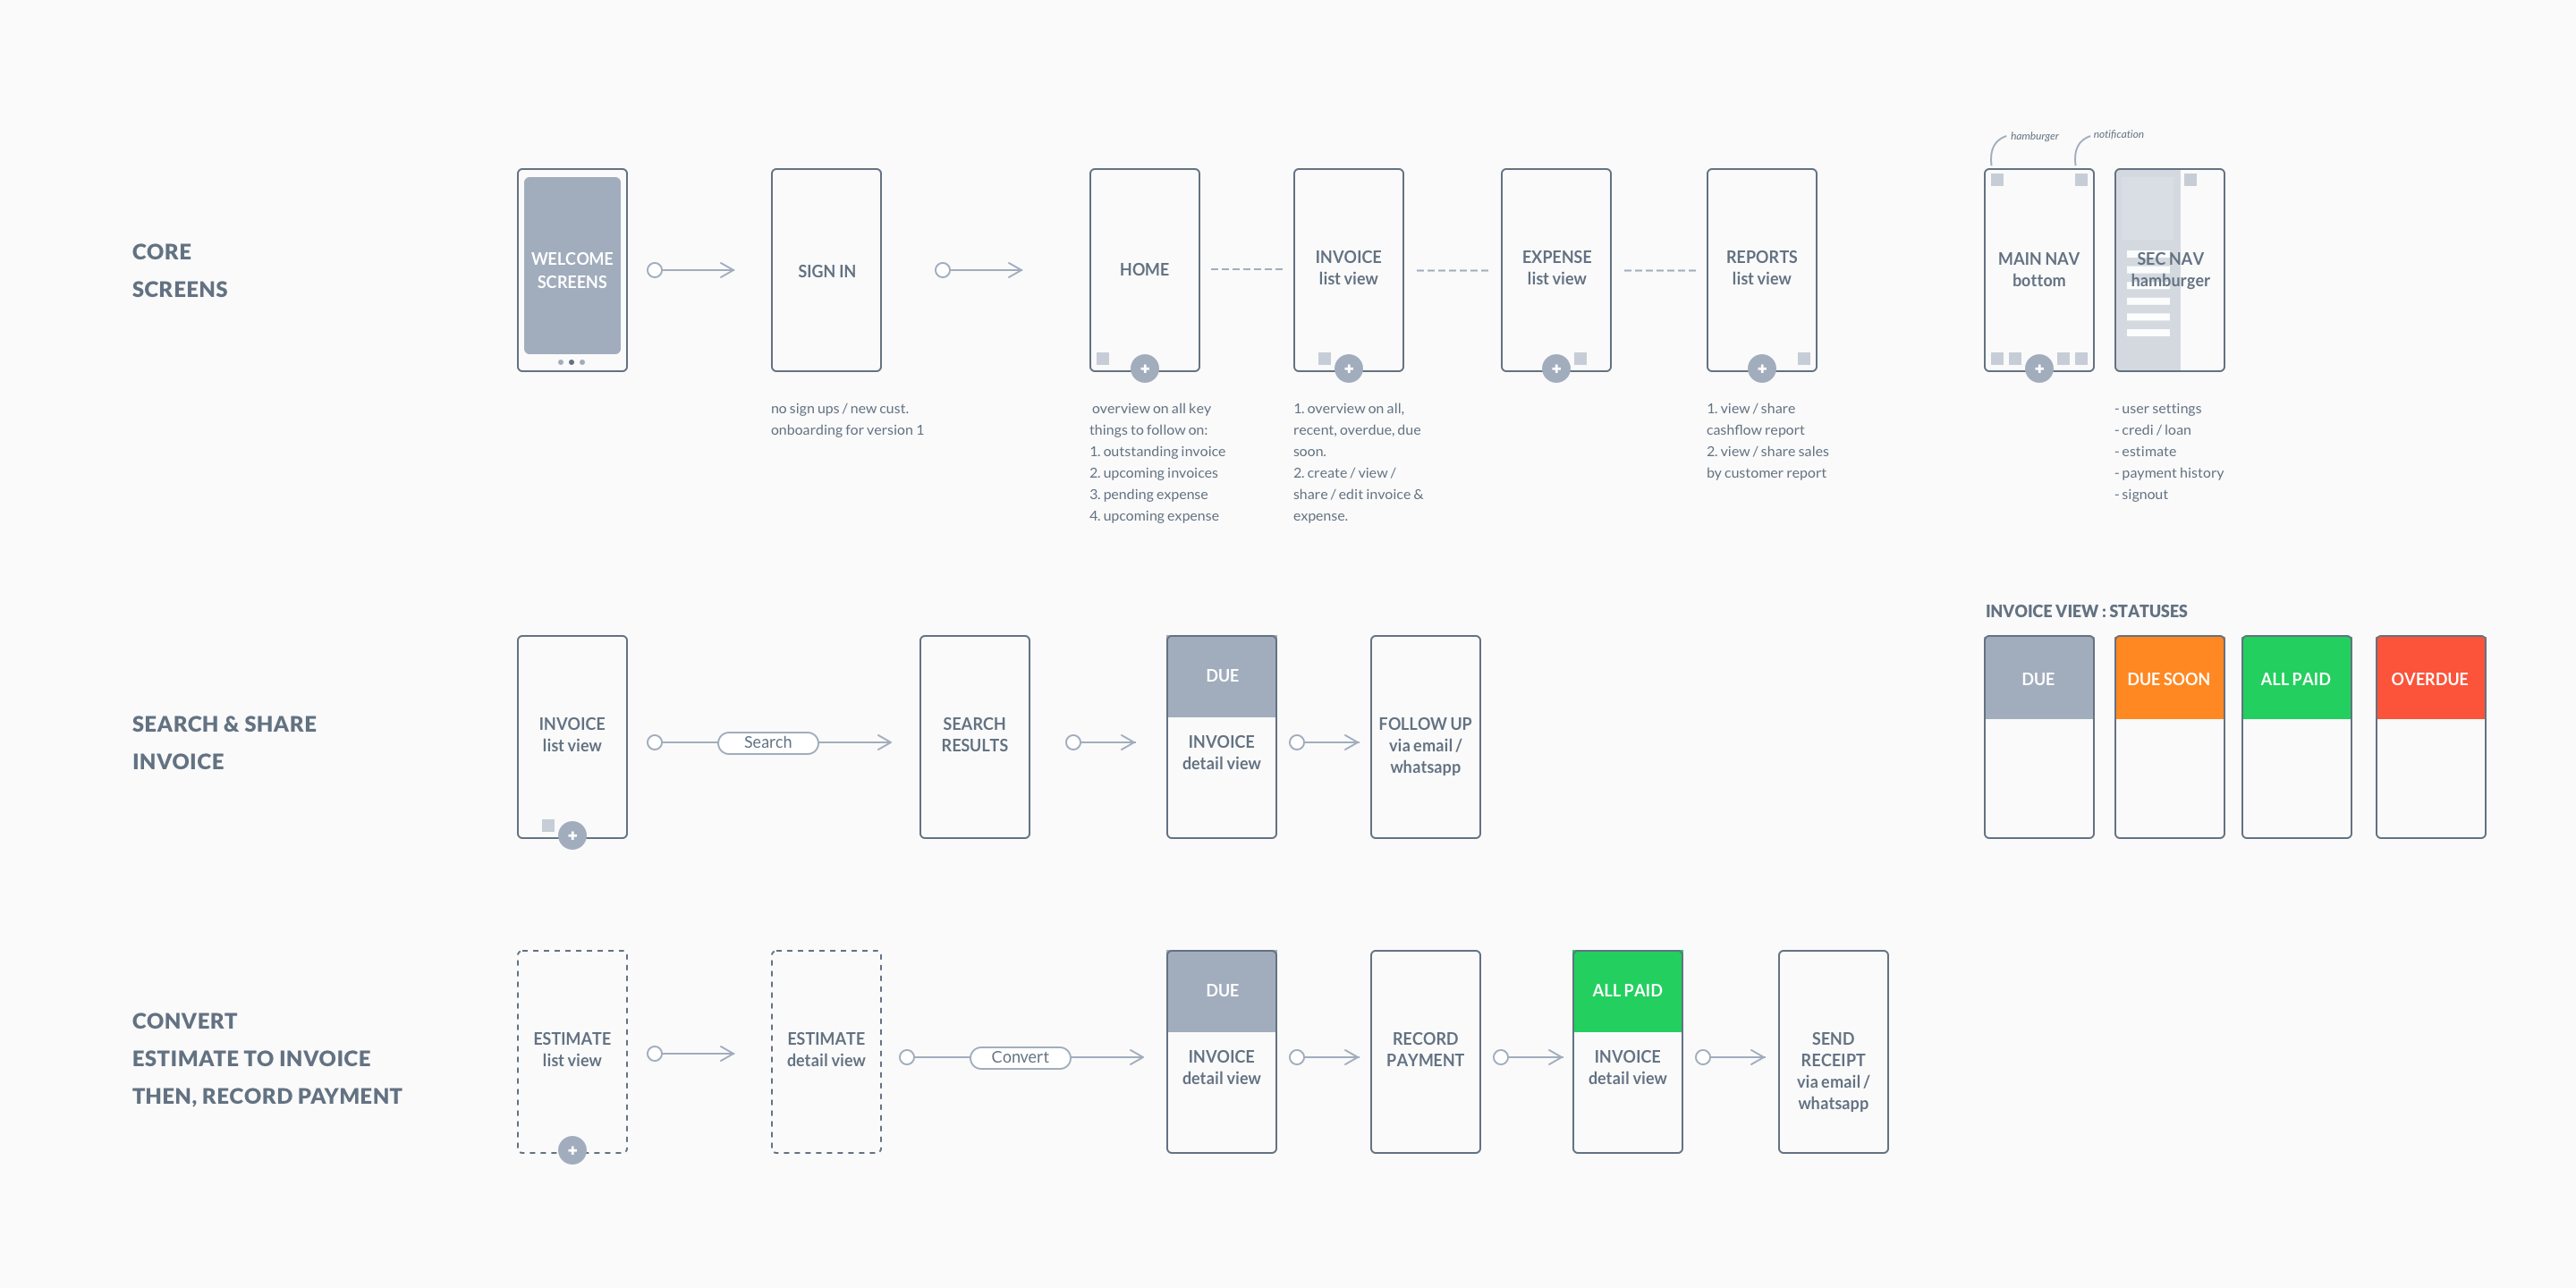 hamburger
notification
CORE
SCREENS
WELCOME
SCREENS
SIGN IN
HOME
INVOICE
list view
EXPENSE
list view
REPORTS
list view
MAIN NAV
bottom
SEC NAV
hamburger
no sign ups / new cust.
onboarding for version 1
overview on all key
things to follow on:
1. outstanding invoice
2. upcoming invoices
3. pending expense
4. upcoming expense
1. overview on all,
recent, overdue, due
soon.
2. create / view /
share / edit invoice &
expense.
1. view / share
cashflow report
2. view / share sales
by customer report
- user settings
- credi / loan
- estimate
- payment history
- signout
SEARCH & SHARE
INVOICE
INVOICE
list view
Search
SEARCH
RESULTS
DUE
INVOICE
detail view
FOLLOW UP
via email /
whatsapp
INVOICE VIEW : STATUSES
DUE
DUE SOON
ALL PAID
OVERDUE
CONVERT
ESTIMATE TO INVOICE
THEN, RECORD PAYMENT
ESTIMATE
list view
ESTIMATE
detail view
Convert
DUE
INVOICE
detail view
RECORD
PAYMENT
ALL PAID
INVOICE
detail view
SEND
RECEIPT
via email /
whatsapp